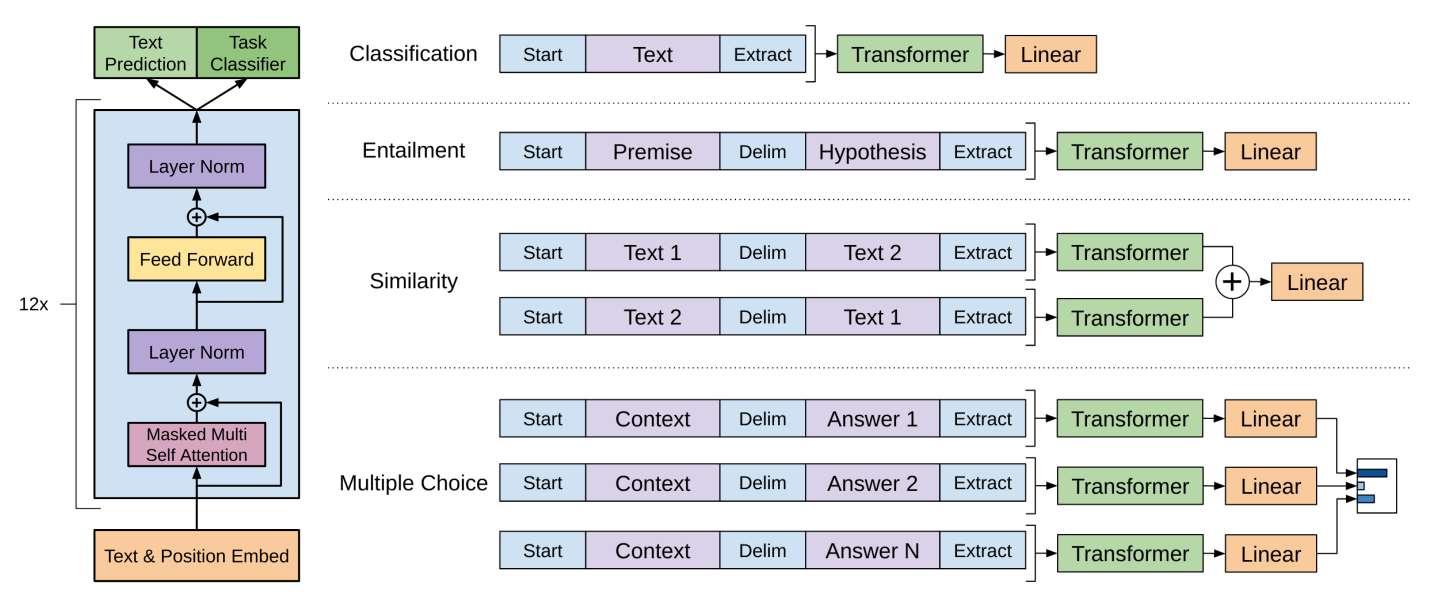 Text Prediction
Task Classifier
Layer Norm
Feed Forward
12x
Layer Norm
Masked Multi
Self Attention
Text & Position Embed
Classification
Start Text Extract Transformer Linear
Entailment
Start Premise Delim Hypothesis Extract Transformer Linear
Similarity
Start Text 1 Delim Text 2 Extract Transformer
Linear
Start Text 2 Delim Text 1 Extract Transformer
Multiple Choice
Start Context Delim Answer 1 Extract Transformer Linear
Start Context Delim Answer 2 Extract Transformer Linear
Start Context Delim Answer N Extract Transformer Linear